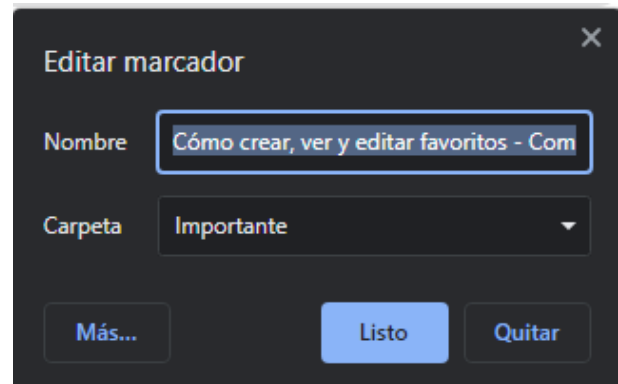 Editar marcador
Nombre Cómo crear, ver y editar favoritos - Com
Carpeta Importante
Más... Listo Quitar